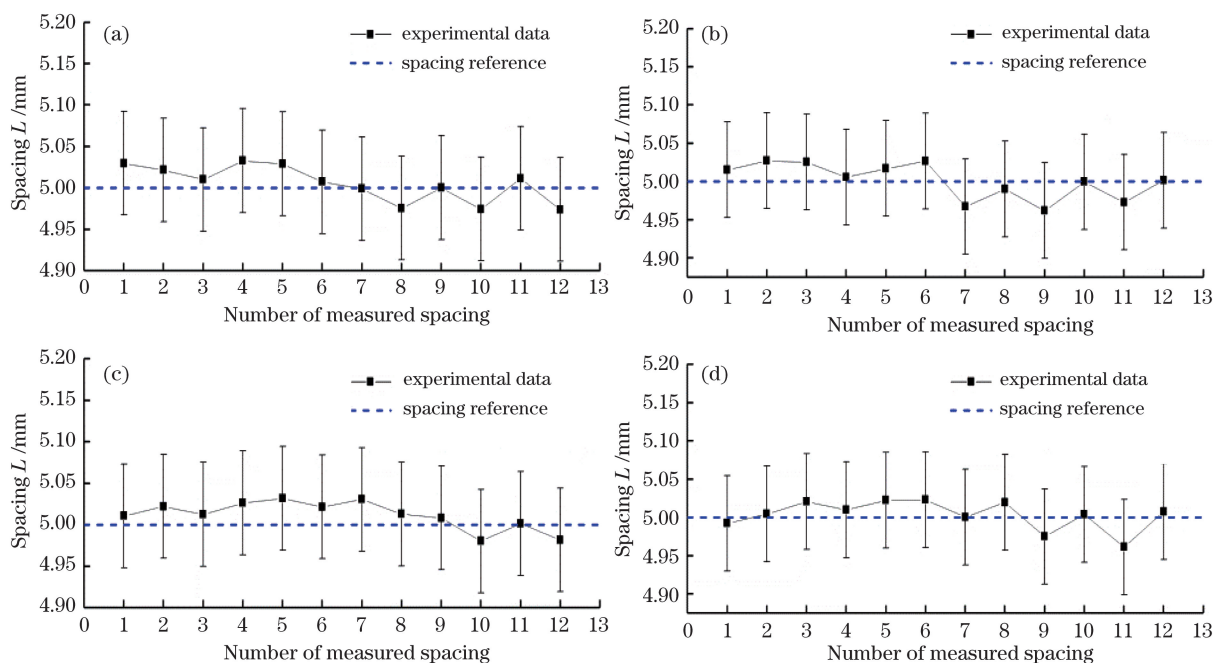 (a)
experimental data
spacing reference
Spacing L /mm
5.20
5.15
5.10
5.05
5.00
4.95
4.90
0 1 2 3 4 5 6 7 8 9 10 11 12 13
Number of measured spacing
(b)
experimental data
spacing reference
Spacing L /mm
5.20
5.15
5.10
5.05
5.00
4.95
4.90
0 1 2 3 4 5 6 7 8 9 10 11 12 13
Number of measured spacing
(c)
experimental data
spacing reference
Spacing L /mm
5.20
5.15
5.10
5.05
5.00
4.95
4.90
0 1 2 3 4 5 6 7 8 9 10 11 12 13
Number of measured spacing
(d)
experimental data
spacing reference
Spacing L /mm
5.20
5.15
5.10
5.05
5.00
4.95
4.90
0 1 2 3 4 5 6 7 8 9 10 11 12 13
Number of measured spacing